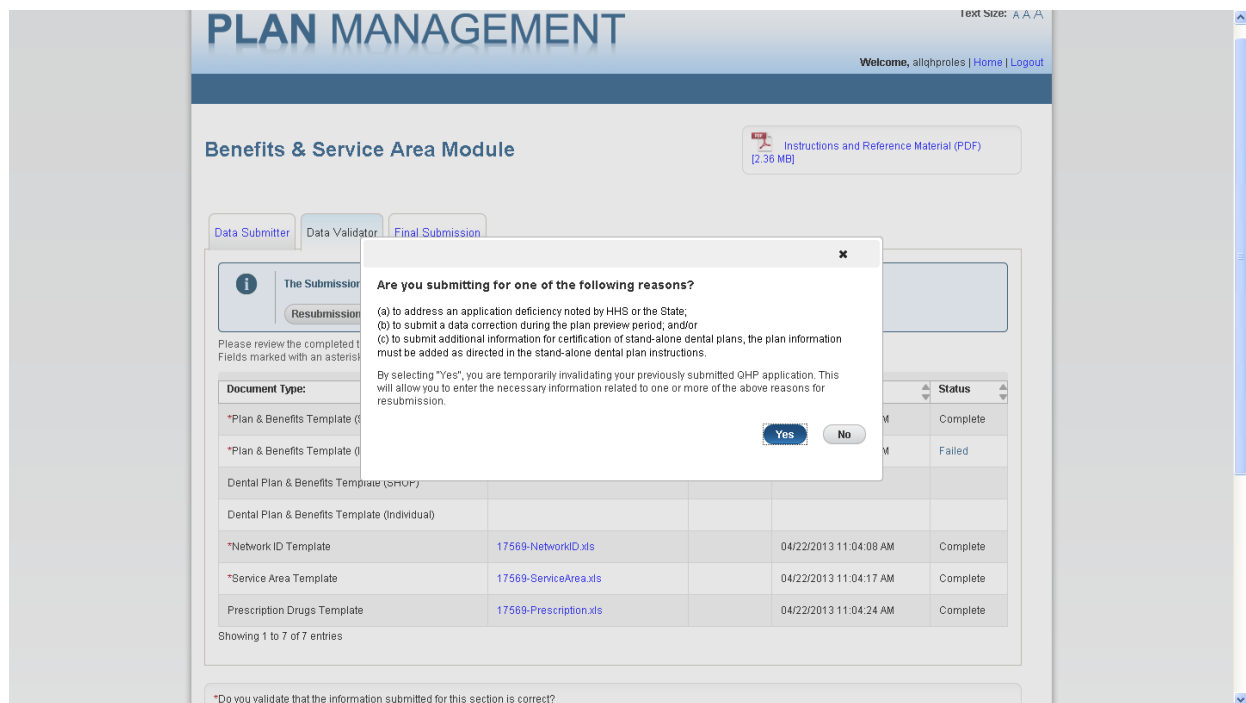 Text Size: A A A
PLAN MANAGEMENT
Welcome, allqhproles | Home | Logout
Benefits & Service Area Module
Instructions and Reference Material (PDF)
[2.36 MB]
Data Submitter
Data Validator
Final Submission
The Submission
Resubmission
Please review the completed
Fields marked with an asterisk
Are you submitting for one of the following reasons?
(a) to address an application deficiency noted by HHS or the State;
(b) to submit a data correction during the plan preview period; and/or
(c) to submit additional information for certification of stand-alone dental plans, the plan information
must be added as directed in the stand-alone dental plan instructions.
By selecting "Yes", you are temporarily invalidating your previously submitted QHP application. This
will allow you to enter the necessary information related to one or more of the above reasons for
resubmission.
Yes
No
Document Type:
Status
*Plan & Benefits Template
M
Complete
*Plan & Benefits Template
M
Failed
Dental Plan & Benefits Template (SHOP)
Dental Plan & Benefits Template (Individual)
*Network ID Template
17569-NetworkID.xls
04/22/2013 11:04:08 AM
Complete
*Service Area Template
17569-ServiceArea.xls
04/22/2013 11:04:17 AM
Complete
Prescription Drugs Template
17569-Prescription.xls
04/22/2013 11:04:24 AM
Complete
Showing 1 to 7 of 7 entries
*Do you validate that the information submitted for this section is correct?